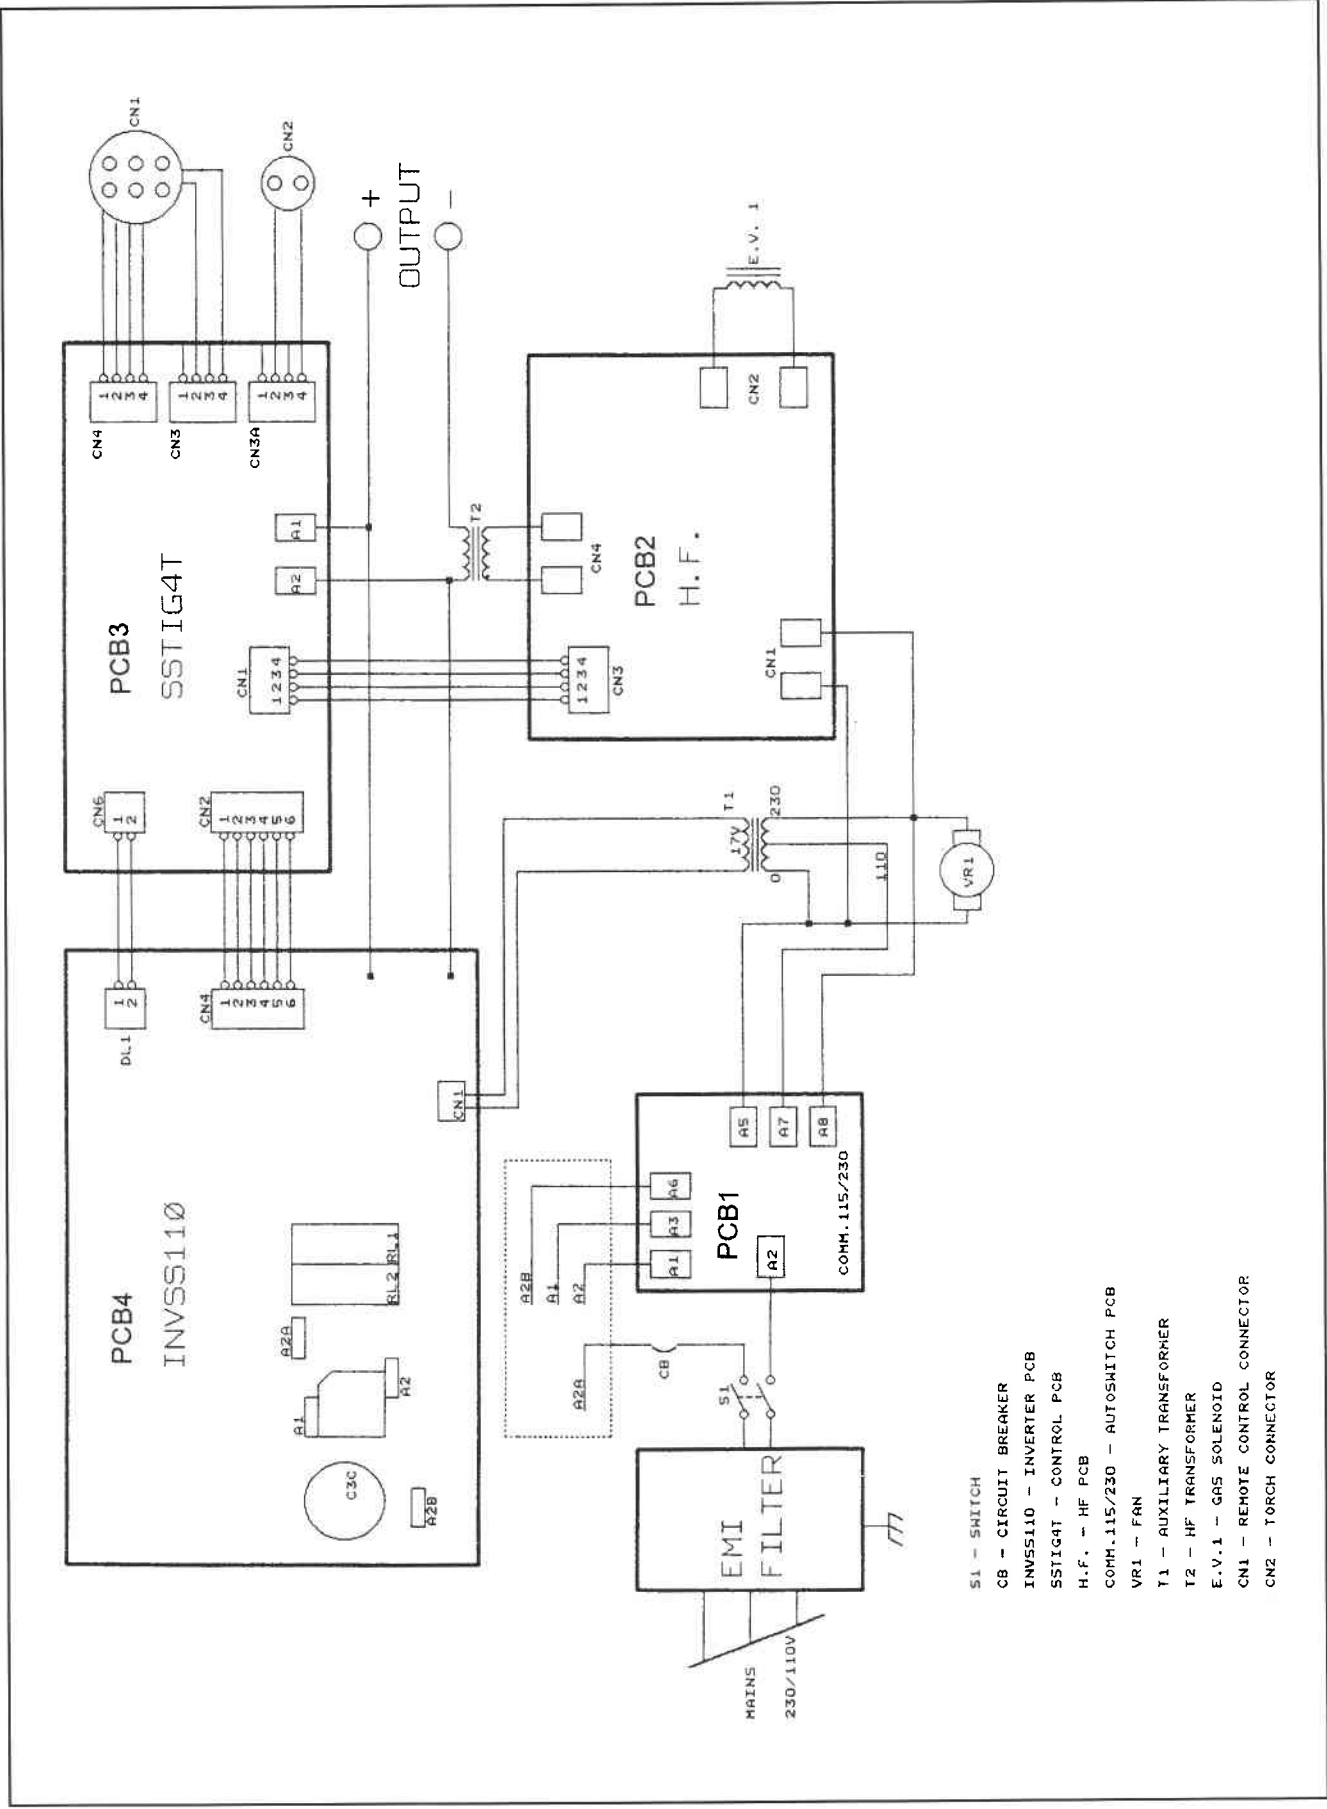 PCB4
INVSS110
C3C
A2B
A1
A2
A2A
RL2
RL1
CN1
DL1
1
2
CN4
1
2
3
4
5
6
PCB3
SSTIG4T
CN6
1
2
CN2
1
2
3
4
5
6
CN1
1 2 3 4
A2
A1
CN4
1
2
3
4
CN3
1
2
3
4
CN3A
1
2
3
4
CN1
CN2
+
OUTPUT
-
T2
PCB2
H.F.
CN4
CN3
1 2 3 4
CN1
CN2
E.V. 1
T1
17V
0
230
110
VR1
PCB1
COMM.115/230
A1
A3
A6
A2
A5
A7
A8
A2B
A1
A2
A2A
CB
S1
EMI
FILTER
MAINS
230/110V
S1 - SWITCH
CB - CIRCUIT BREAKER
INVSS110 - INVERTER PCB
SSTIG4T - CONTROL PCB
H.F. - HF PCB
COMM.115/230 - AUTOSWITCH PCB
VR1 - FAN
T1 - AUXILIARY TRANSFORMER
T2 - HF TRANSFORMER
E.V.1 - GAS SOLENOID
CN1 - REMOTE CONTROL CONNECTOR
CN2 - TORCH CONNECTOR